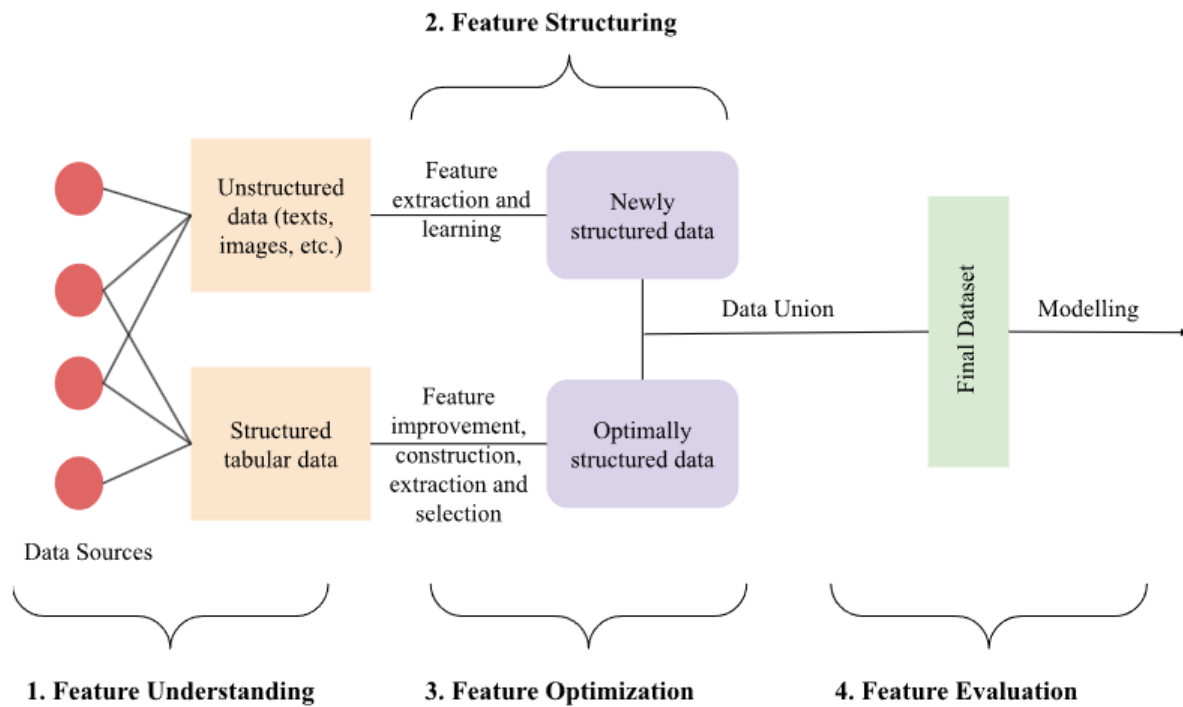 2. Feature Structuring
Unstructured
data (texts,
images, etc.)
Feature
extraction and
learning
Newly
structured data
Data Union
Final Dataset
Modelling
Structured
tabular data
Feature
improvement,
construction,
extraction and
selection
Optimally
structured data
Data Sources
1. Feature Understanding
3. Feature Optimization
4. Feature Evaluation